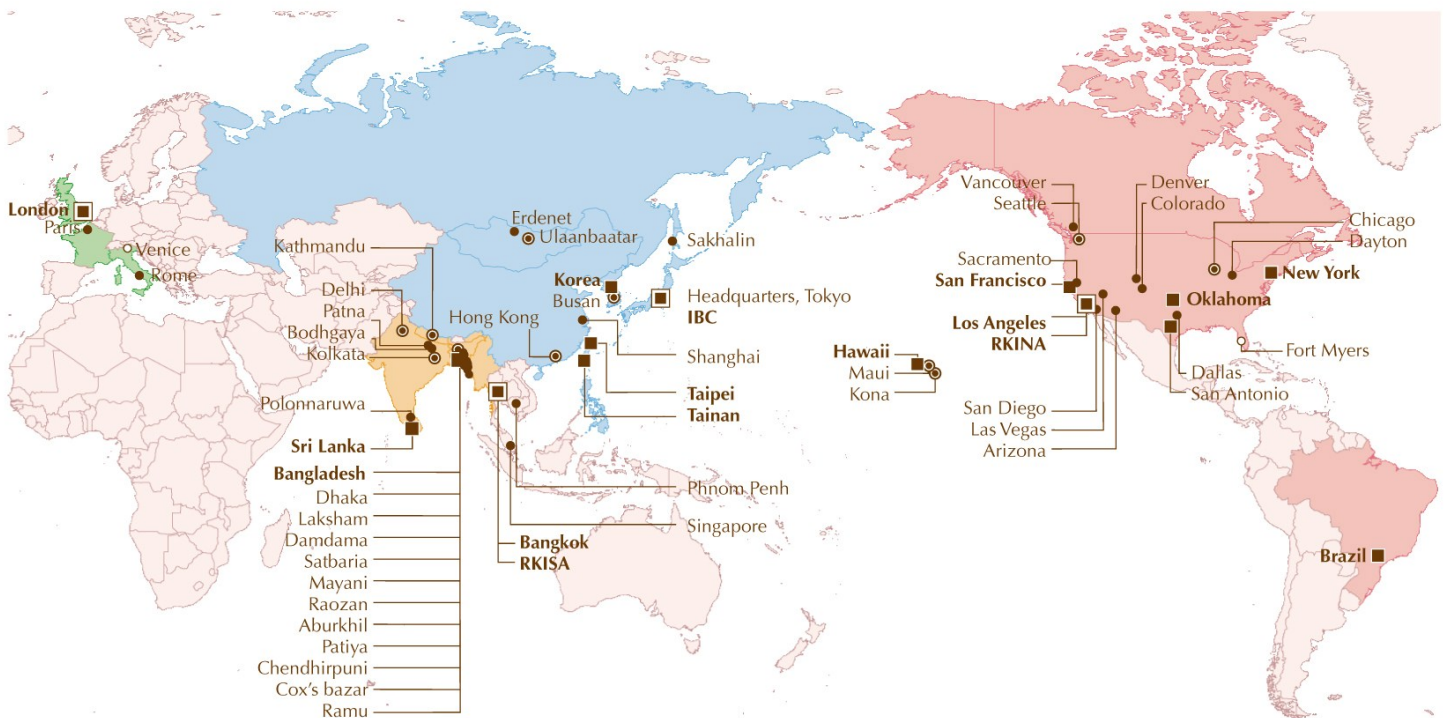 London
Paris
Venice
Rome
Kathmandu
Delhi
Patna
Bodhgaya
Kolkata
Polonnaruwa
Sri Lanka
Bangladesh
Dhaka
Laksham
Damdama
Satbaria
Mayani
Raozan
Aburkhil
Patiya
Chendhirpuni
Cox's bazar
Ramu
Erdenet
Ulaanbaatar
Sakhalin
Korea
Busan
Headquarters, Tokyo
IBC
Hong Kong
Shanghai
Taipei
Tainan
Phnom Penh
Singapore
Bangkok
RKISA
Vancouver
Seattle
Denver
Colorado
Chicago
Dayton
Sacramento
San Francisco
New York
Oklahoma
Los Angeles
RKINA
Hawaii
Maui
Kona
San Diego
Las Vegas
Arizona
Fort Myers
Dallas
San Antonio
Brazil